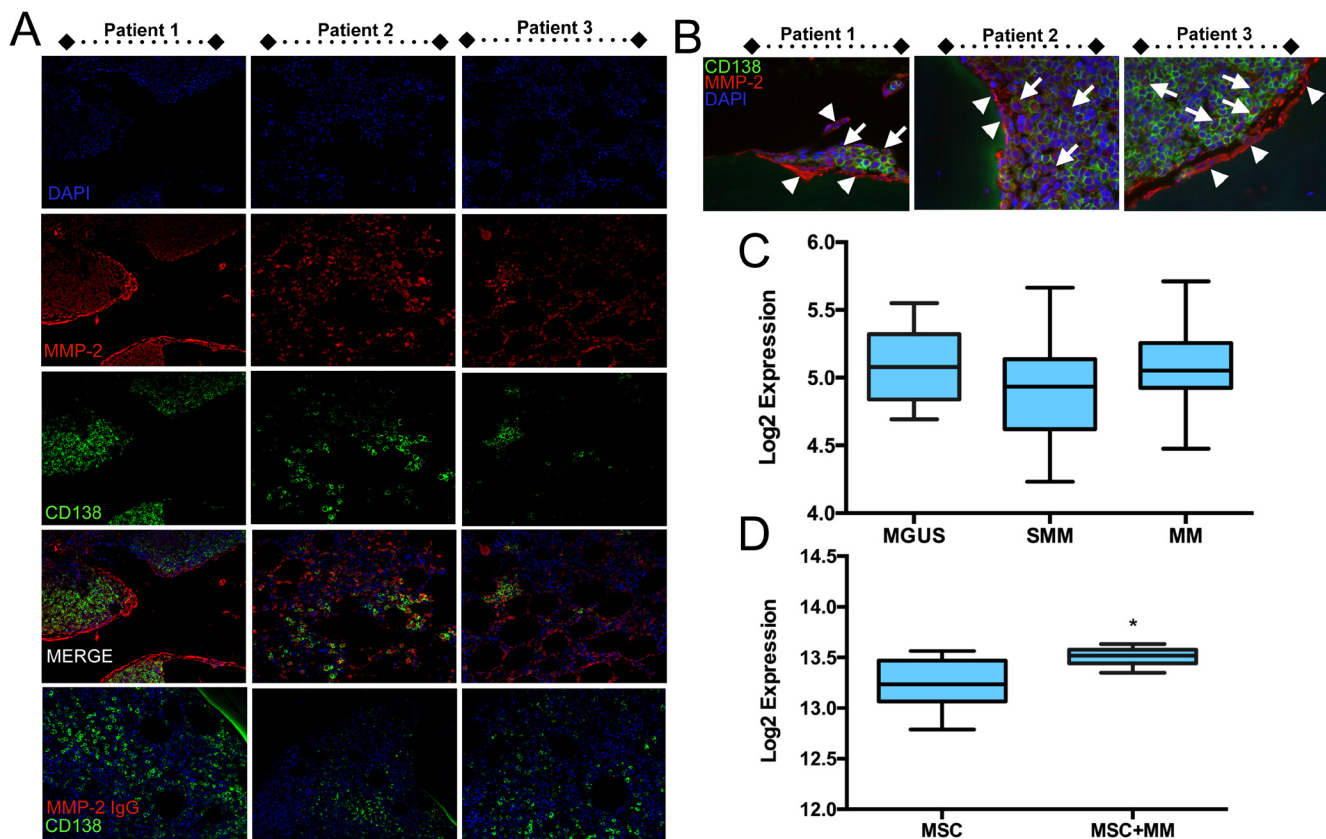 A
Patient 1
Patient 2
Patient 3
DAPI
MMP-2
CD138
MERGE
MMP-2 IgG
CD138
B
Patient 1
Patient 2
Patient 3
CD138
MMP-2
DAPI
C
Log2 Expression
6.0
5.5
5.0
4.5
4.0
MGUS
SMM
MM
D
Log2 Expression
14.5
14.0
13.5
13.0
12.5
12.0
*
MSC
MSC+MM